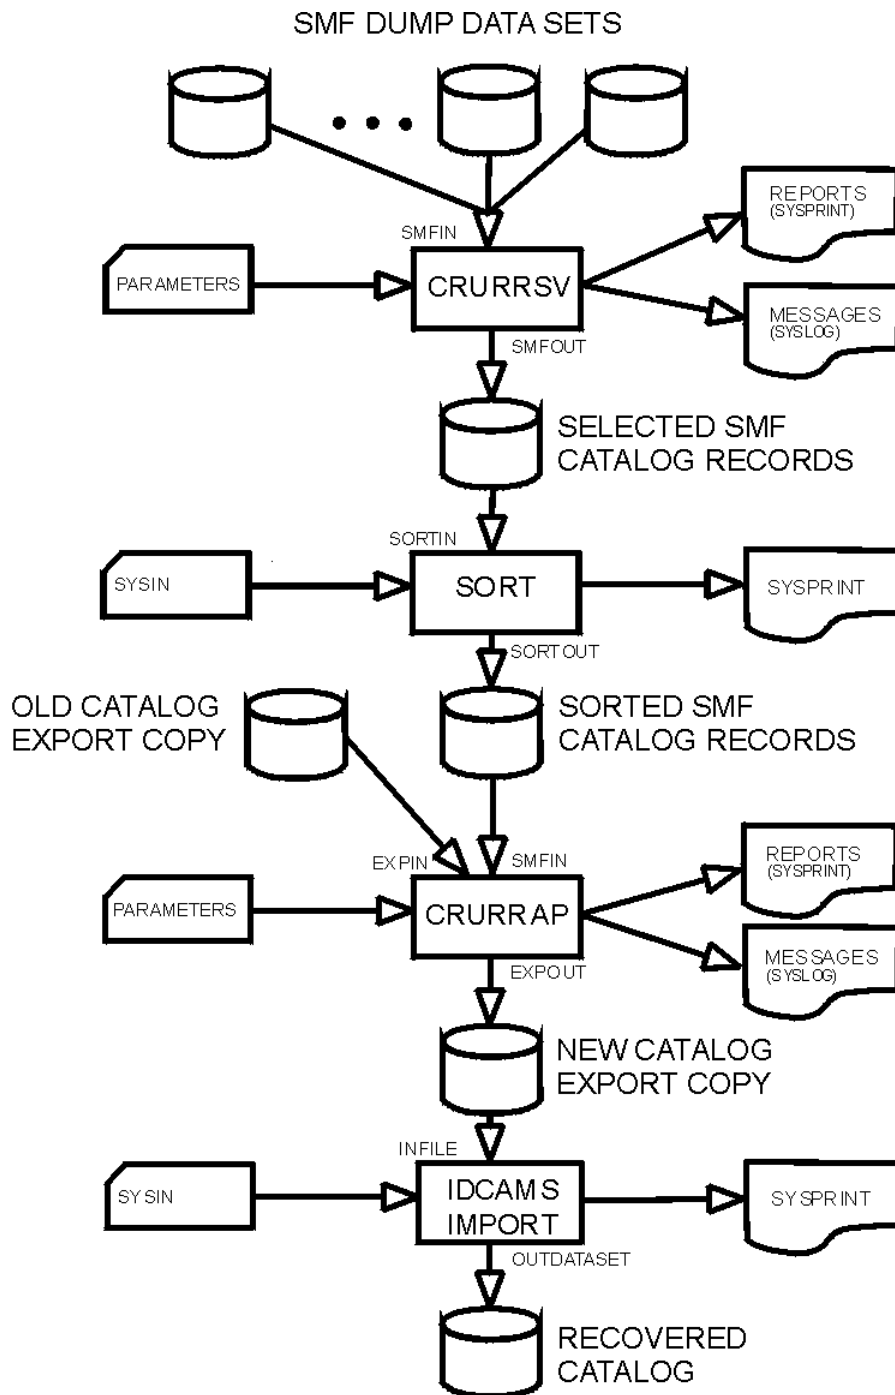 SMF DUMP DATA SETS
REPORTS
(SYSPRINT)
SMFIN
PARAMETERS
CRURRSV
MESSAGES
(SYSLOG)
SMFOUT
SELECTED SMF
CATALOG RECORDS
SORTIN
SYSIN
SORT
SYSPRINT
SORTOUT
OLD CATALOG
EXPORT COPY
SORTED SMF
CATALOG RECORDS
REPORTS
(SYSPRINT)
EXPIN
SMFIN
PARAMETERS
CRURRAP
MESSAGES
(SYSLOG)
EXPOUT
NEW CATALOG
EXPORT COPY
INFILE
SYSIN
IDCAMS
IMPORT
SYSPRINT
OUTDATASET
RECOVERED
CATALOG